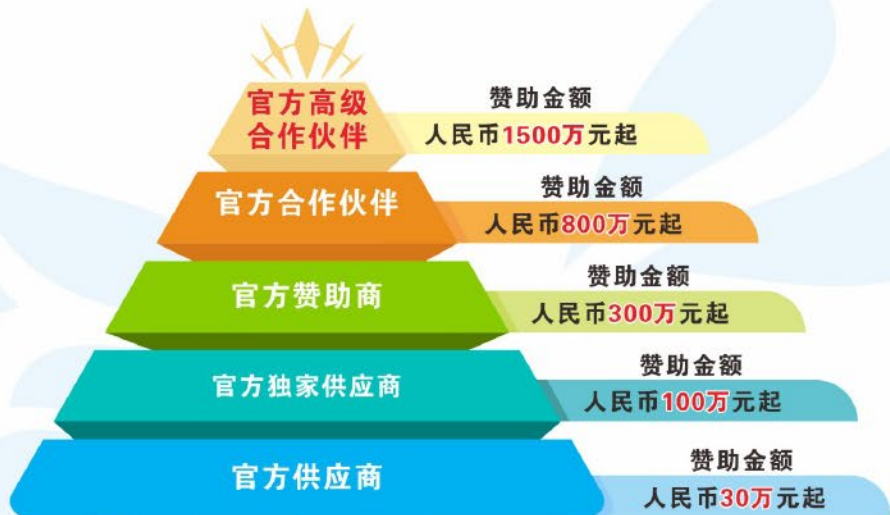 官方高级
合作伙伴
赞助金额
人民币1500万元起
官方合作伙伴
赞助金额
人民币800万元起
官方赞助商
赞助金额
人民币300万元起
官方独家供应商
赞助金额
人民币100万元起
官方供应商
赞助金额
人民币30万元起